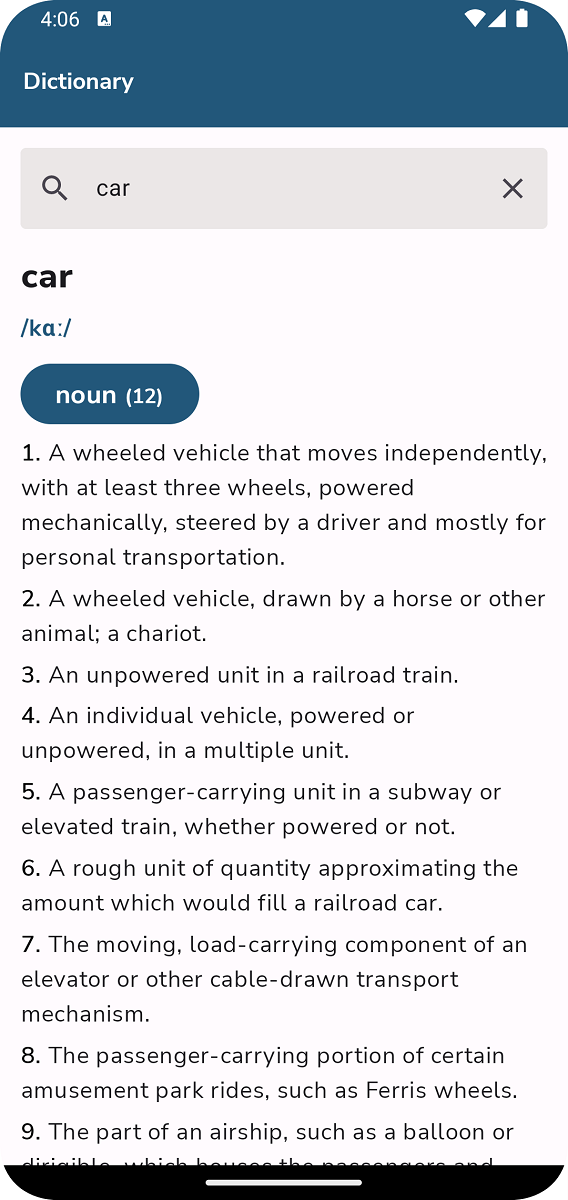 4:06
Dictionary
car
car
/kɑː/
noun (12)
1. A wheeled vehicle that moves independently,
with at least three wheels, powered
mechanically, steered by a driver and mostly for
personal transportation.
2. A wheeled vehicle, drawn by a horse or other
animal; a chariot.
3. An unpowered unit in a railroad train.
4. An individual vehicle, powered or
unpowered, in a multiple unit.
5. A passenger-carrying unit in a subway or
elevated train, whether powered or not.
6. A rough unit of quantity approximating the
amount which would fill a railroad car.
7. The moving, load-carrying component of an
elevator or other cable-drawn transport
mechanism.
8. The passenger-carrying portion of certain
amusement park rides, such as Ferris wheels.
9. The part of an airship, such as a balloon or
dirigible, which houses the passengers and